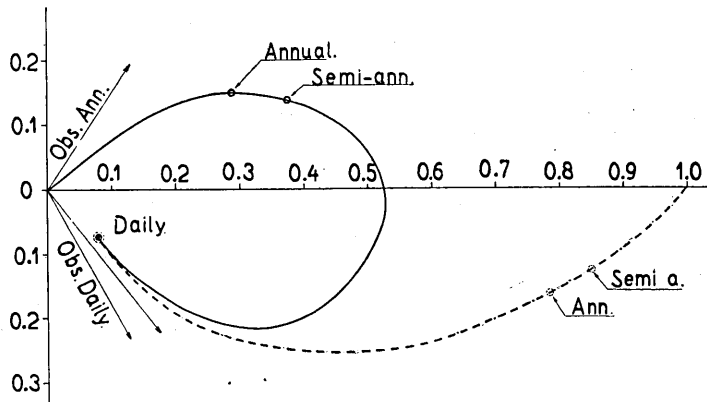 Annual.
0.2
Semi-ann.
Obs. Ann.
0.1
0.1 0.2 0.3 0.4 0.5 0.6 0.7 0.8 0.9 1.0
0
Daily
0.1
Obs. Daily
Semi a.
Ann.
0.2
0.3